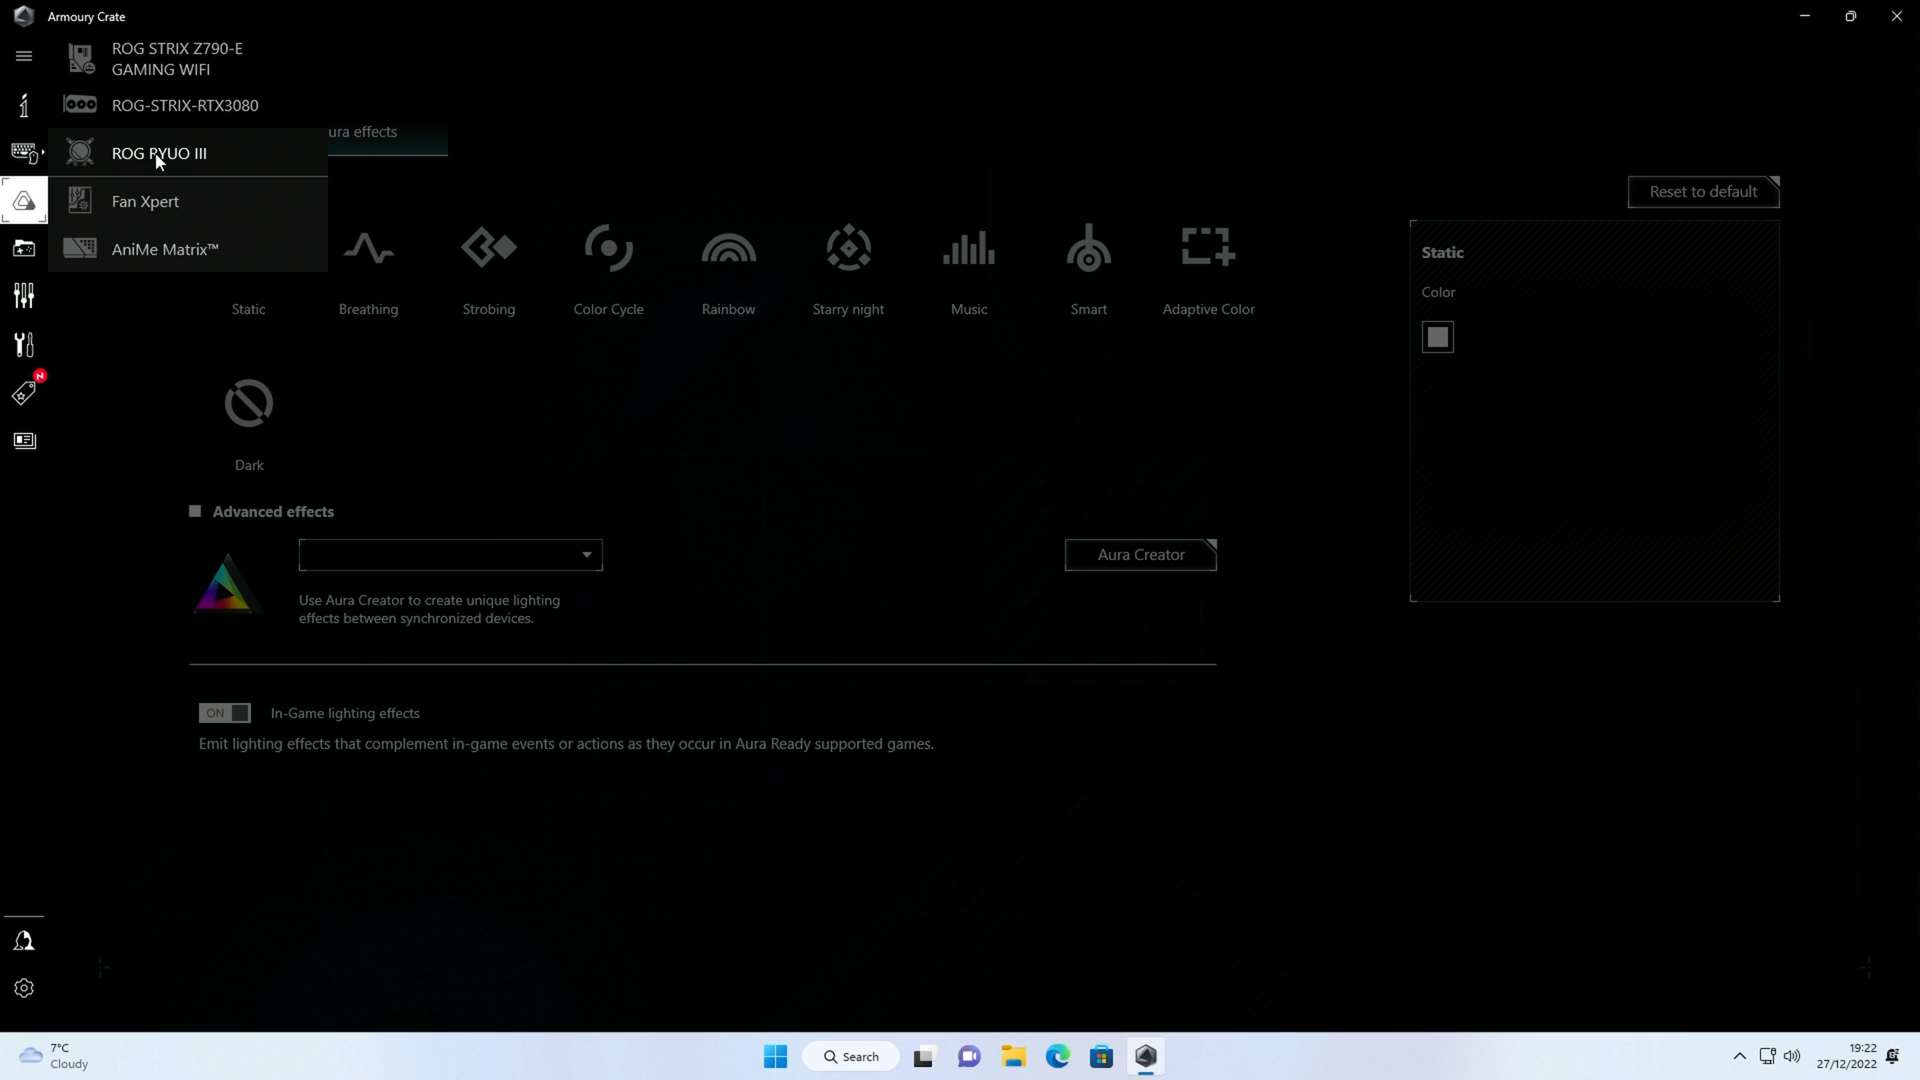 Armoury Crate
ROG STRIX Z790-E
GAMING WIFI
ROG-STRIX-RTX3080
ura effects
ROG RYUO III
Reset to default
Fan Xpert
AniMe Matrix™
Static
Color
Static
Breathing
Strobing
Color Cycle
Rainbow
Starry night
Music
Smart
Adaptive Color
N
Dark
Advanced effects
Aura Creator
Use Aura Creator to create unique lighting
effects between synchronized devices.
ON
In-Game lighting effects
Emit lighting effects that complement in-game events or actions as they occur in Aura Ready supported games.
7°C
Cloudy
Search
19:22
27/12/2022